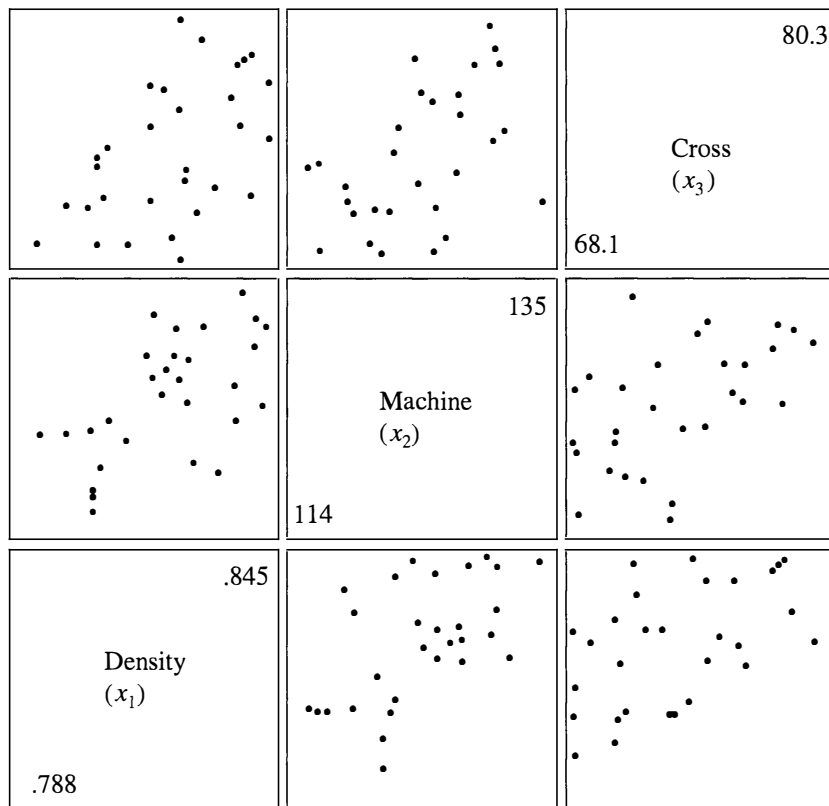 80.3
Cross
(x₃)
68.1
135
Machine
(x₂)
114
.845
Density
(x₁)
.788